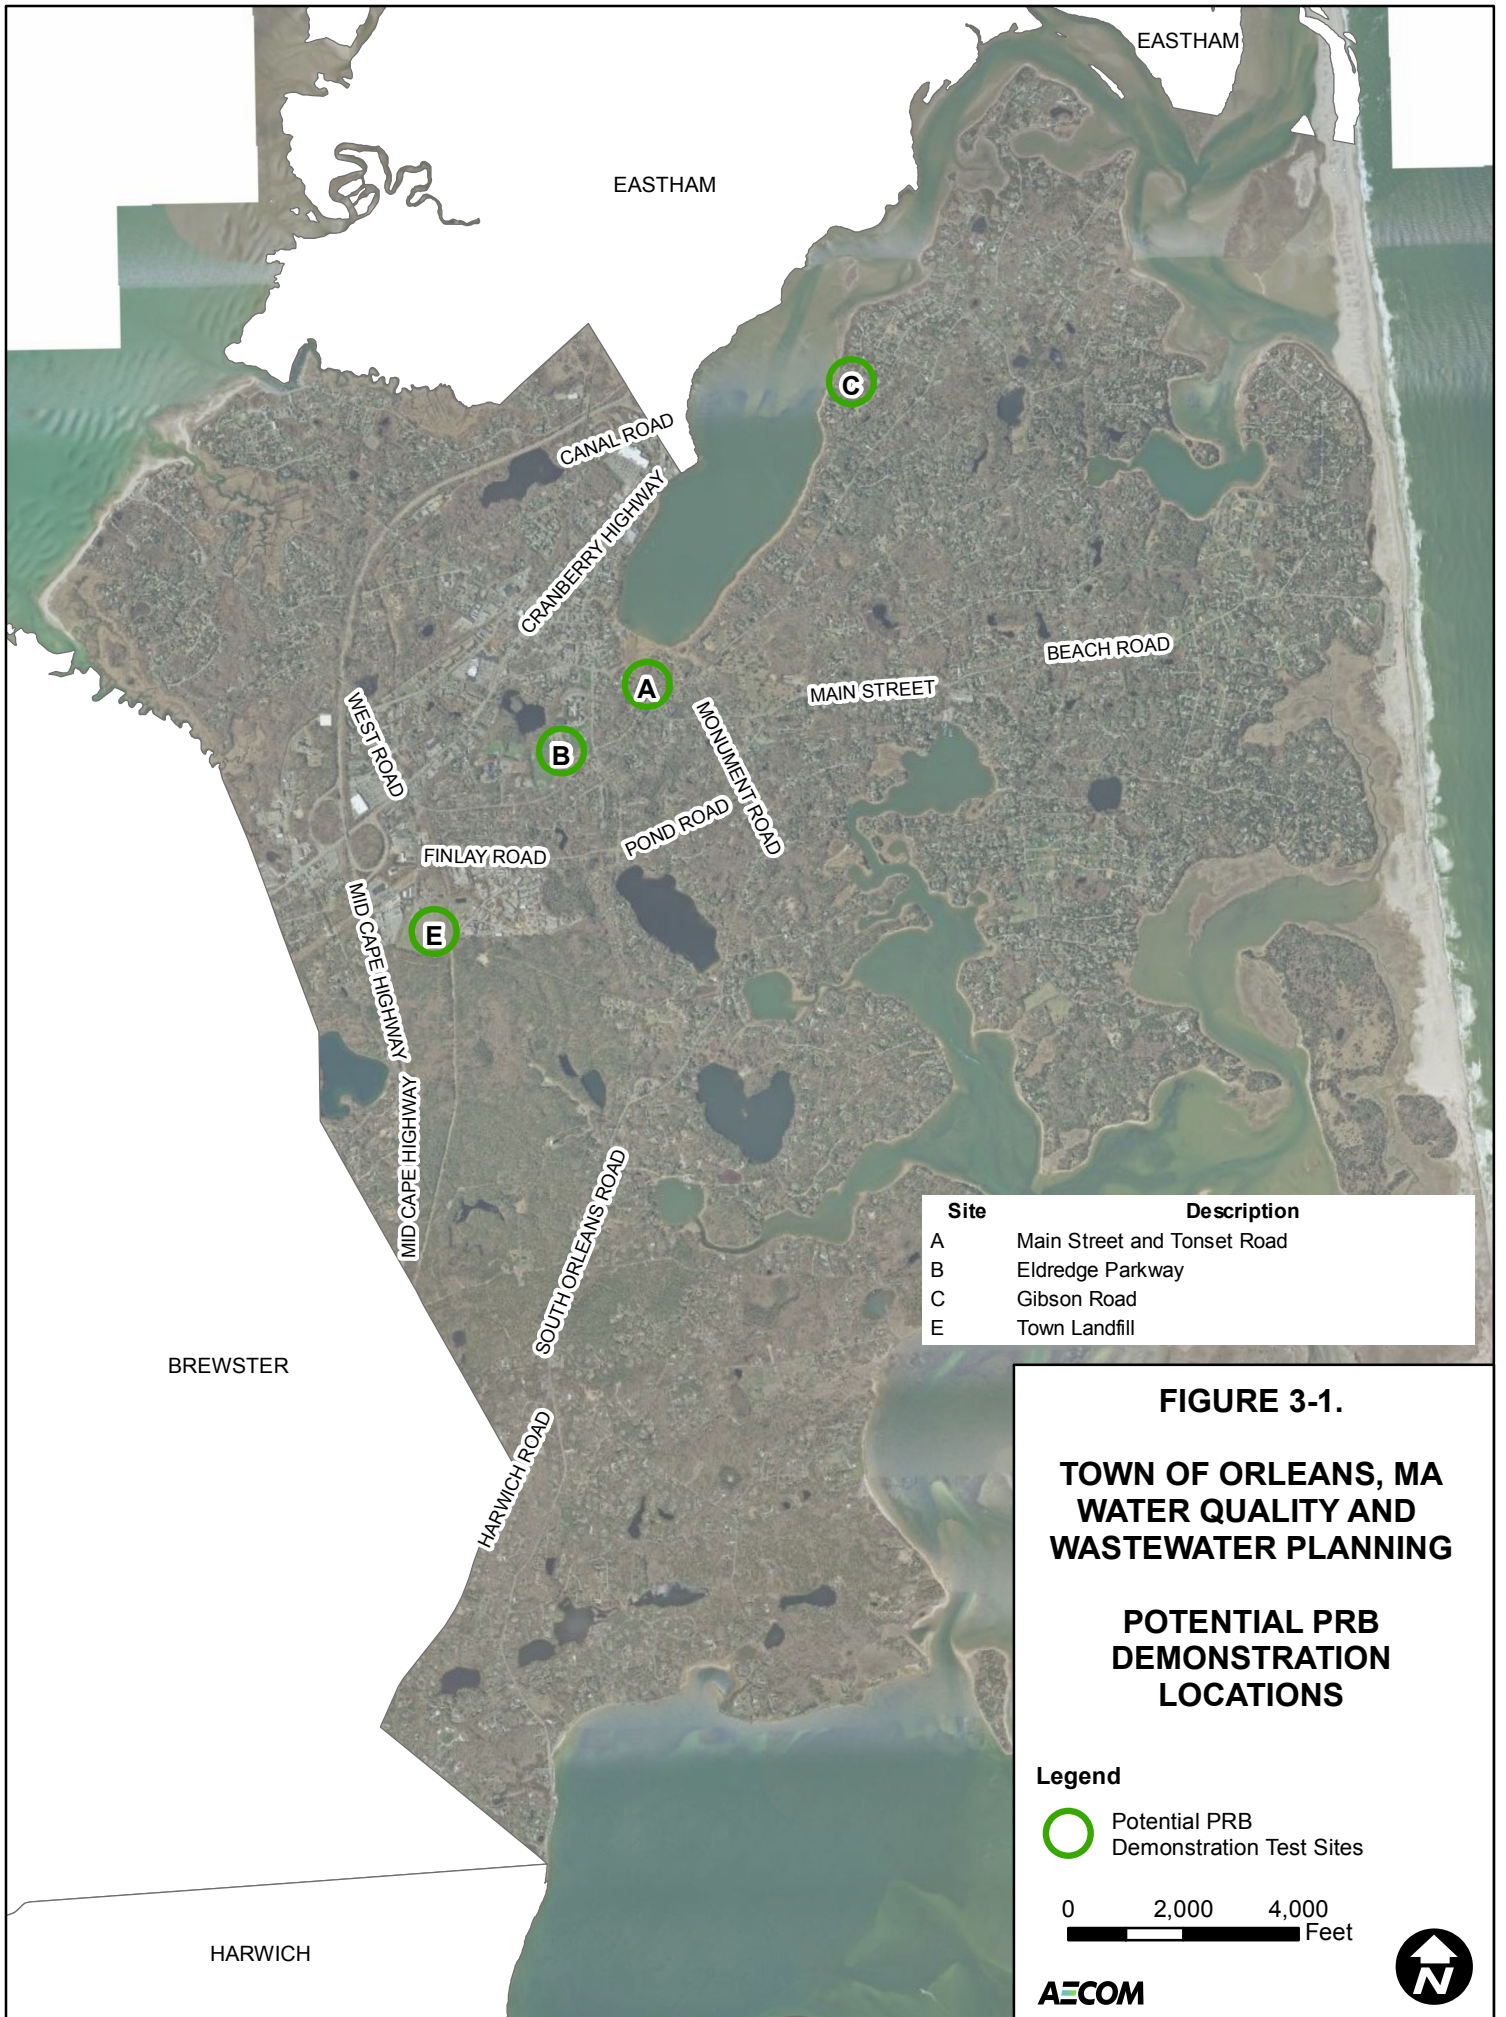 EASTHAM
EASTHAM
C
CANAL ROAD
CRANBERRY HIGHWAY
BEACH ROAD
A
MAIN STREET
WEST ROAD
MONUMENT ROAD
B
POND ROAD
FINLAY ROAD
MID CAPE HIGHWAY
E
MID CAPE HIGHWAY
SOUTH ORLEANS ROAD
HARWICH ROAD
BREWSTER
HARWICH
Site Description
A Main Street and Tonset Road
B Eldredge Parkway
C Gibson Road
E Town Landfill
FIGURE 3-1.
TOWN OF ORLEANS, MA
WATER QUALITY AND
WASTEWATER PLANNING
POTENTIAL PRB
DEMONSTRATION
LOCATIONS
Legend
Potential PRB
Demonstration Test Sites
0 2,000 4,000
Feet
AECOM
N